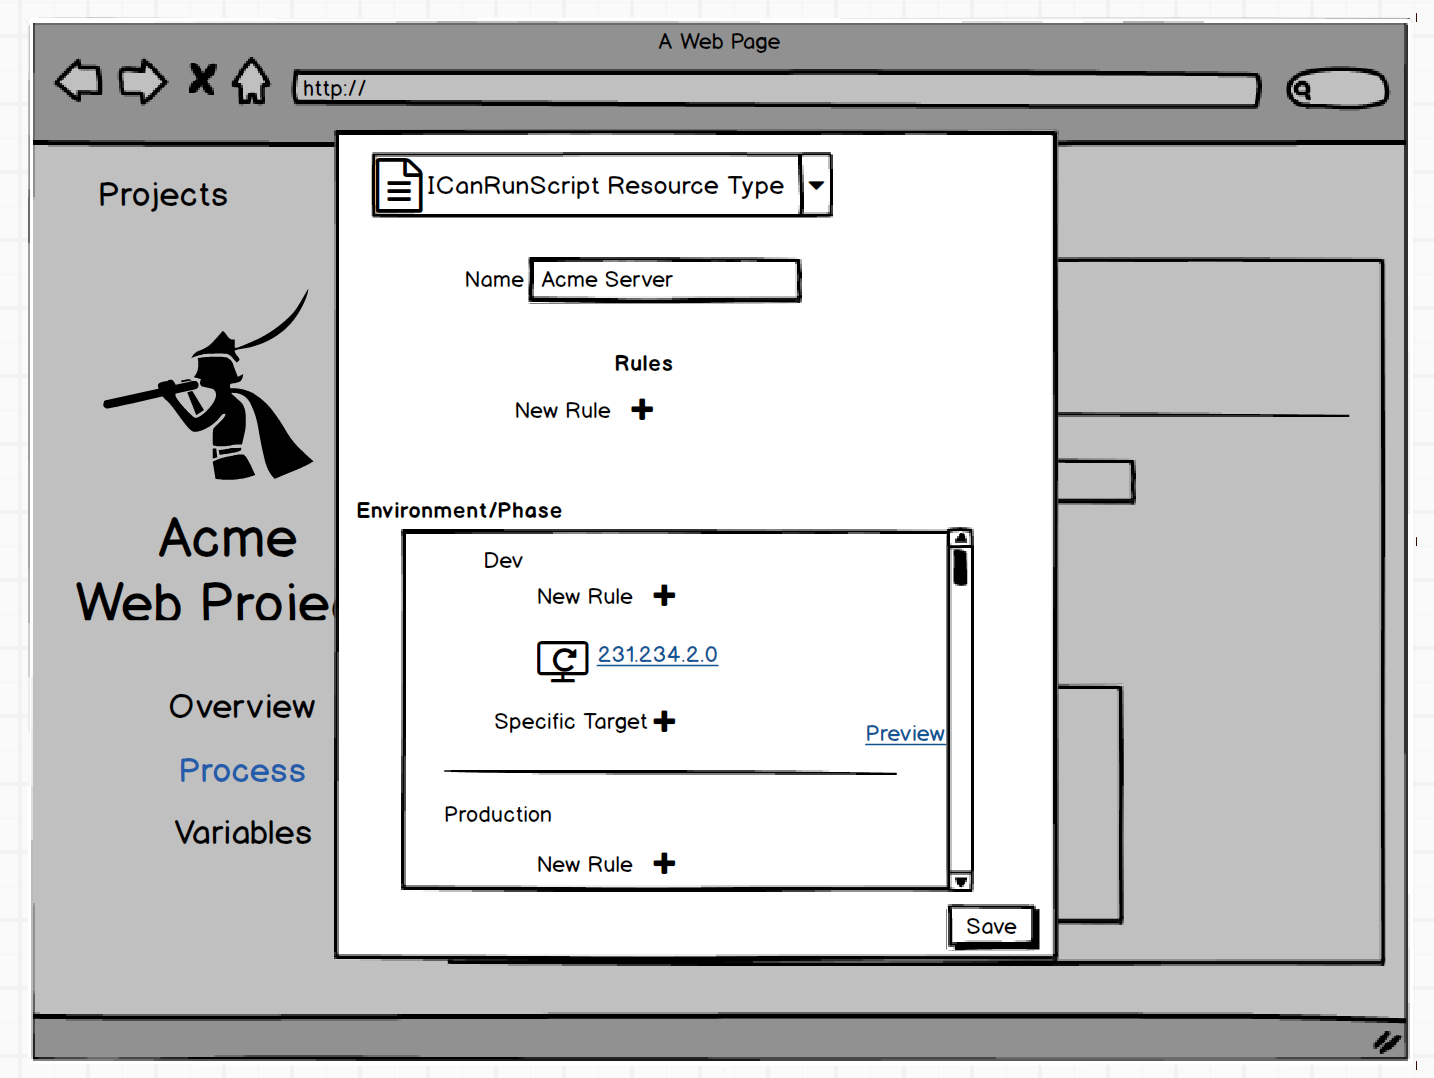 A Web Page
http://
Projects
ICanRunScript Resource Type
Name Acme Server
Rules
New Rule
Environment/Phase
Dev
New Rule
231.234.2.0
Specific Target
Preview
Production
New Rule
Save
Acme
Web Projec
Overview
Process
Variables